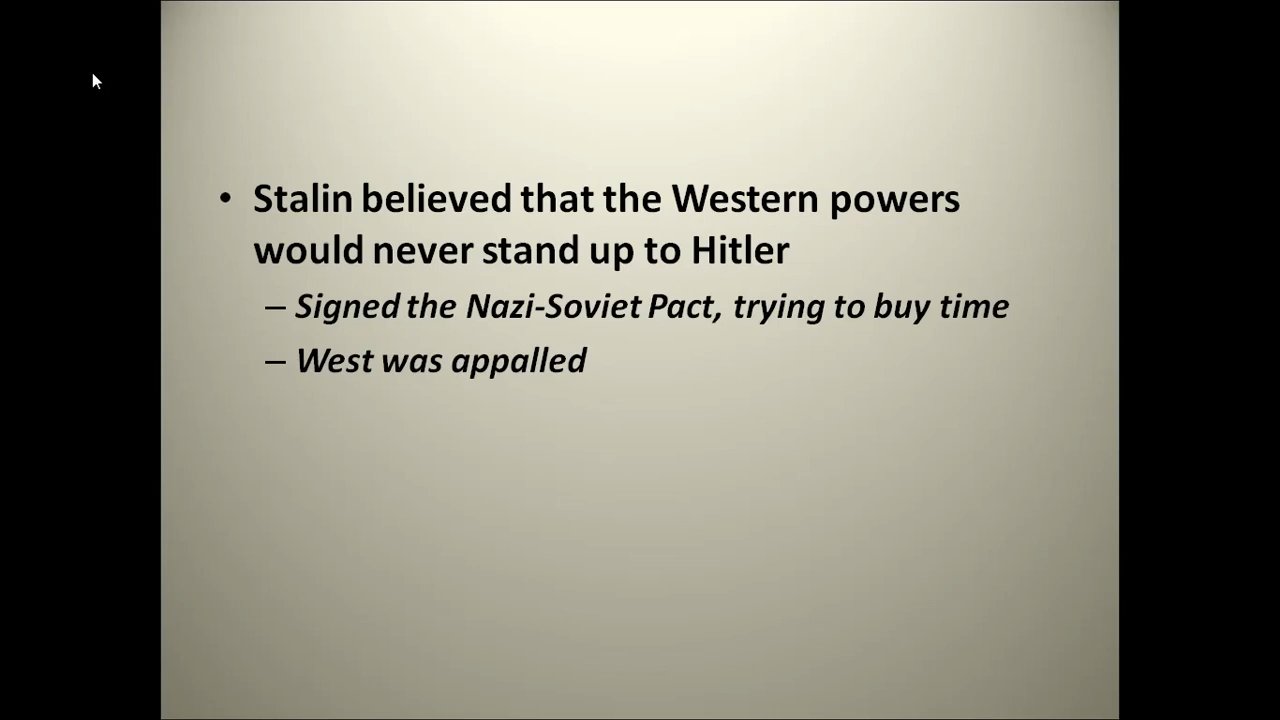 • Stalin believed that the Western powers
would never stand up to Hitler
– Signed the Nazi-Soviet Pact, trying to buy time
– West was appalled